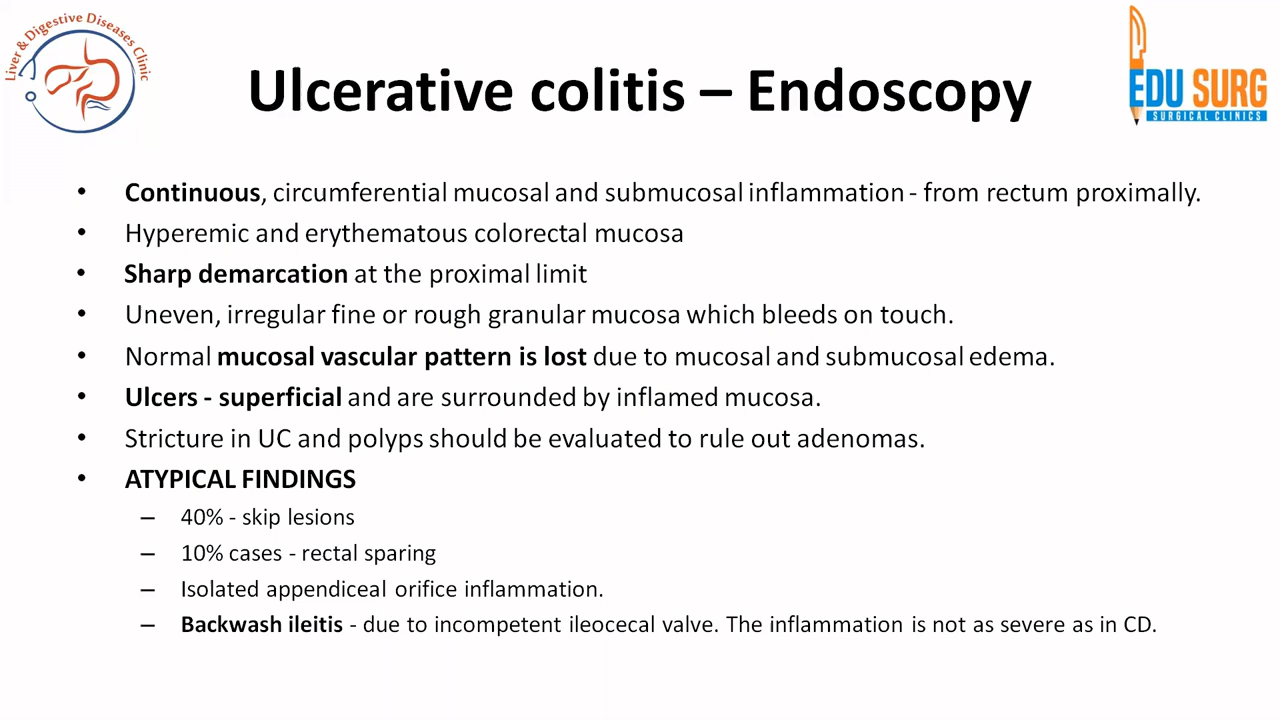 Liver & Digestive Diseases Clinic
EDU SURG
SURGICAL CLINICS
Ulcerative colitis – Endoscopy
• Continuous, circumferential mucosal and submucosal inflammation - from rectum proximally.
• Hyperemic and erythematous colorectal mucosa
• Sharp demarcation at the proximal limit
• Uneven, irregular fine or rough granular mucosa which bleeds on touch.
• Normal mucosal vascular pattern is lost due to mucosal and submucosal edema.
• Ulcers - superficial and are surrounded by inflamed mucosa.
• Stricture in UC and polyps should be evaluated to rule out adenomas.
• ATYPICAL FINDINGS
– 40% - skip lesions
– 10% cases - rectal sparing
– Isolated appendiceal orifice inflammation.
– Backwash ileitis - due to incompetent ileocecal valve. The inflammation is not as severe as in CD.